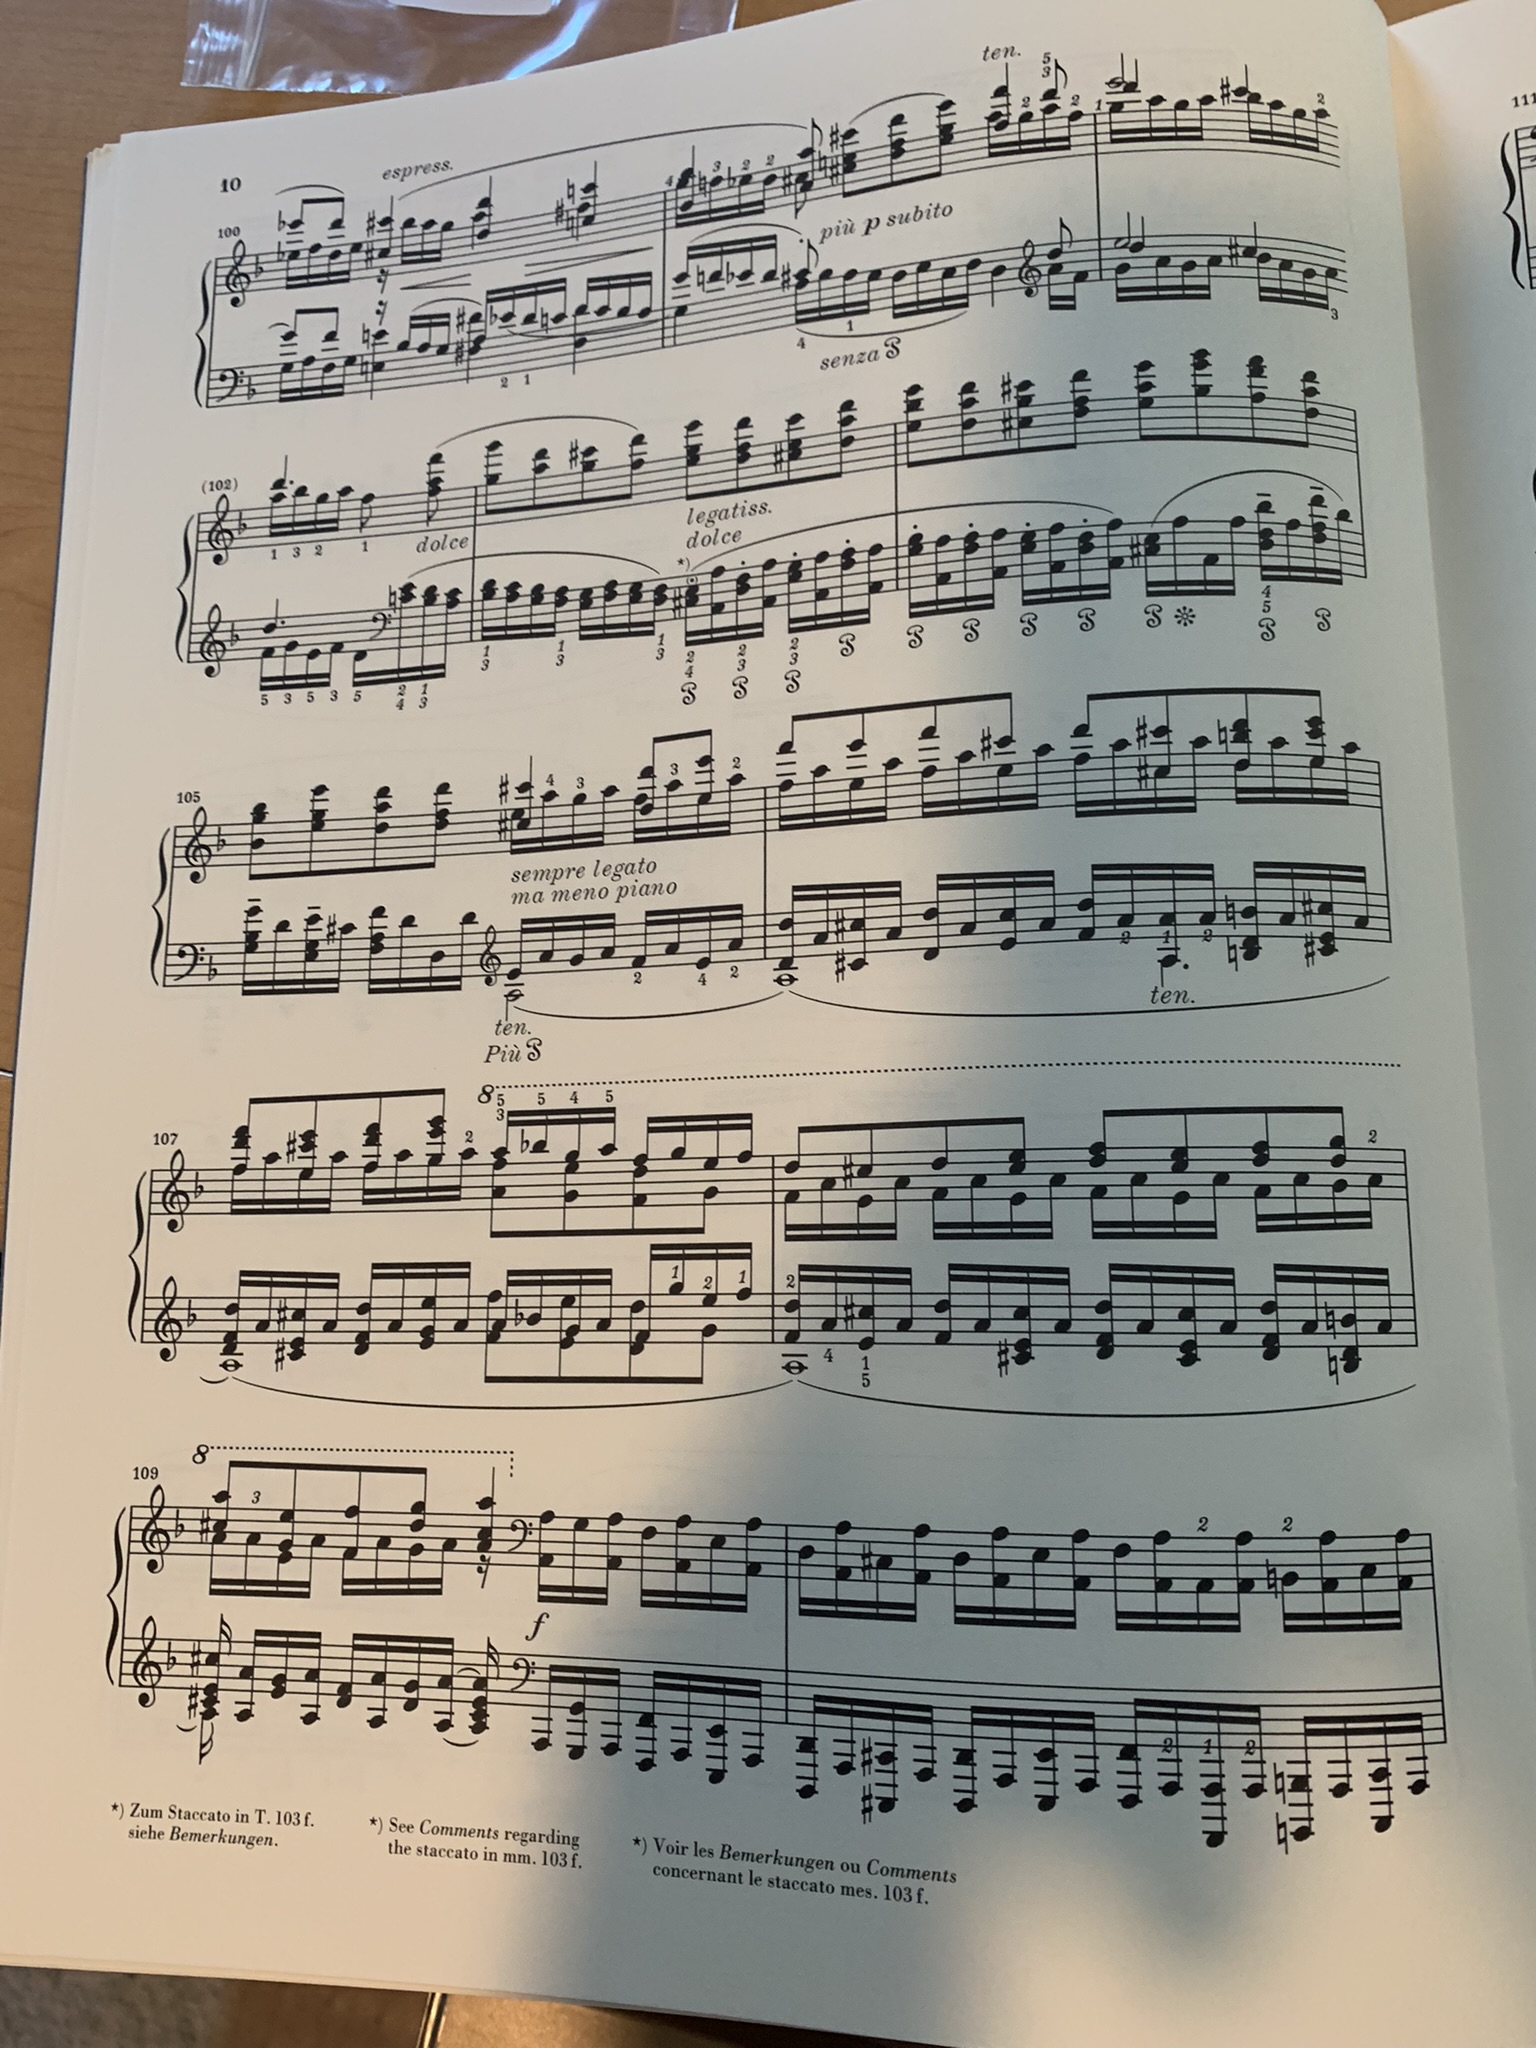 10
espress.
ten.
100
più p subito
senza
(102)
dolce
legatiss.
dolce
*)
105
sempre legato
ma meno piano
ten.
Più
ten.
107
8
109
8
f
111
*) Zum Staccato in T. 103 f.
siehe Bemerkungen.
*) See Comments regarding
the staccato in mm. 103 f.
*) Voir les Bemerkungen ou Comments
concernant le staccato mes. 103 f.